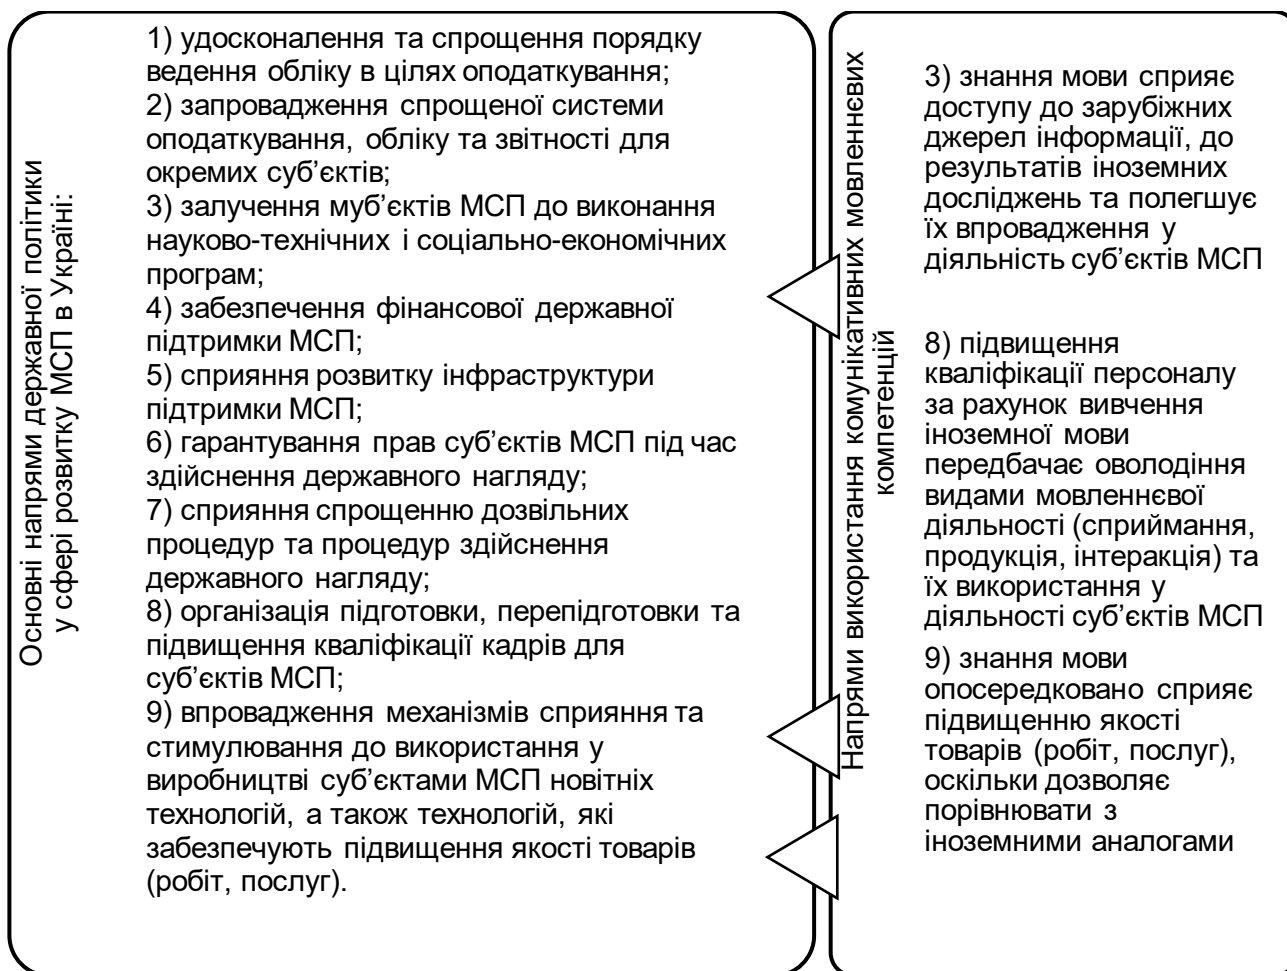 Основні напрями державної політики
у сфері розвитку МСП в Україні:
1) удосконалення та спрощення порядку
ведення обліку в цілях оподаткування;
2) запровадження спрощеної системи
оподаткування, обліку та звітності для
окремих суб’єктів;
3) залучення муб’єктів МСП до виконання
науково-технічних і соціально-економічних
програм;
4) забезпечення фінансової державної
підтримки МСП;
5) сприяння розвитку інфраструктури
підтримки МСП;
6) гарантування прав суб’єктів МСП під час
здійснення державного нагляду;
7) сприяння спрощенню дозвільних
процедур та процедур здійснення
державного нагляду;
8) організація підготовки, перепідготовки та
підвищення кваліфікації кадрів для
суб’єктів МСП;
9) впровадження механізмів сприяння та
стимулювання до використання у
виробництві суб’єктами МСП новітніх
технологій, а також технологій, які
забезпечують підвищення якості товарів
(робіт, послуг).
Напрями використання комунікативних мовленнєвих
компетенцій
3) знання мови сприяє
доступу до зарубіжних
джерел інформації, до
результатів іноземних
досліджень та полегшує
їх впровадження у
діяльність суб’єктів МСП
8) підвищення
кваліфікації персоналу
за рахунок вивчення
іноземної мови
передбачає оволодіння
видами мовленнєвої
діяльності (сприймання,
продукція, інтеракція) та
їх використання у
діяльності суб’єктів МСП
9) знання мови
опосередковано сприяє
підвищенню якості
товарів (робіт, послуг),
оскільки дозволяє
порівнювати з
іноземними аналогами